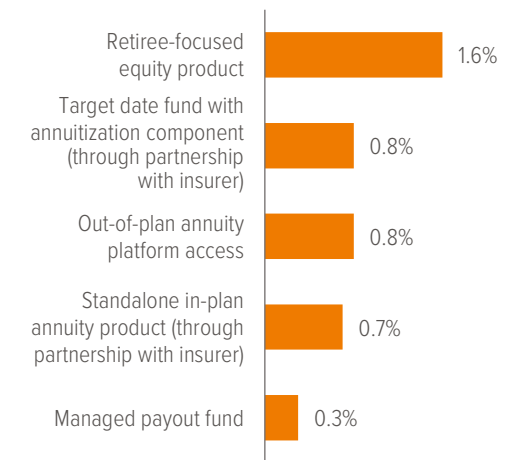 Retiree-focused
equity product
1.6%
Target date fund with
annuitization component
(through partnership
with insurer)
0.8%
Out-of-plan annuity
platform access
0.8%
Standalone in-plan
annuity product (through
partnership with insurer)
0.7%
Managed payout fund
0.3%